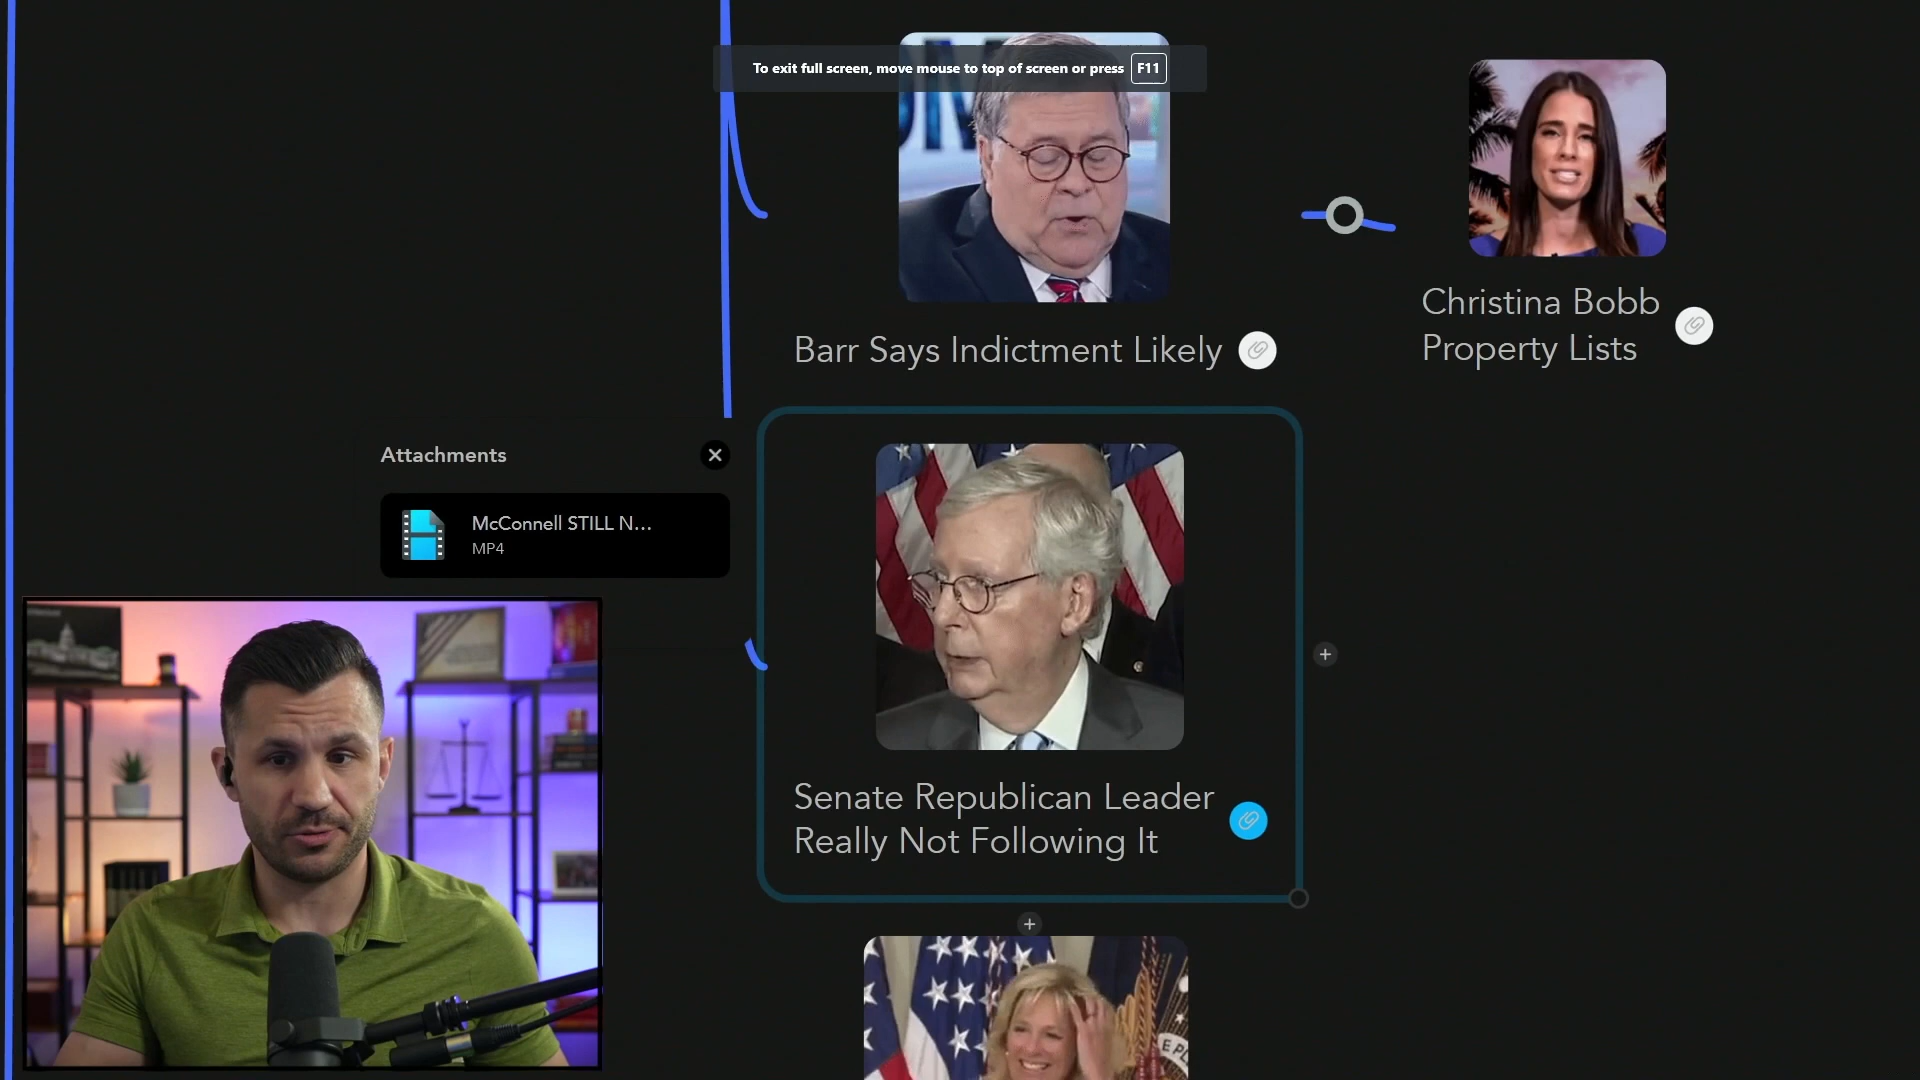 To exit full screen, move mouse to top of screen or press F11
Barr Says Indictment Likely
Christina Bobb
Property Lists
Attachments
McConnell STILL N...
MP4
Senate Republican Leader
Really Not Following It